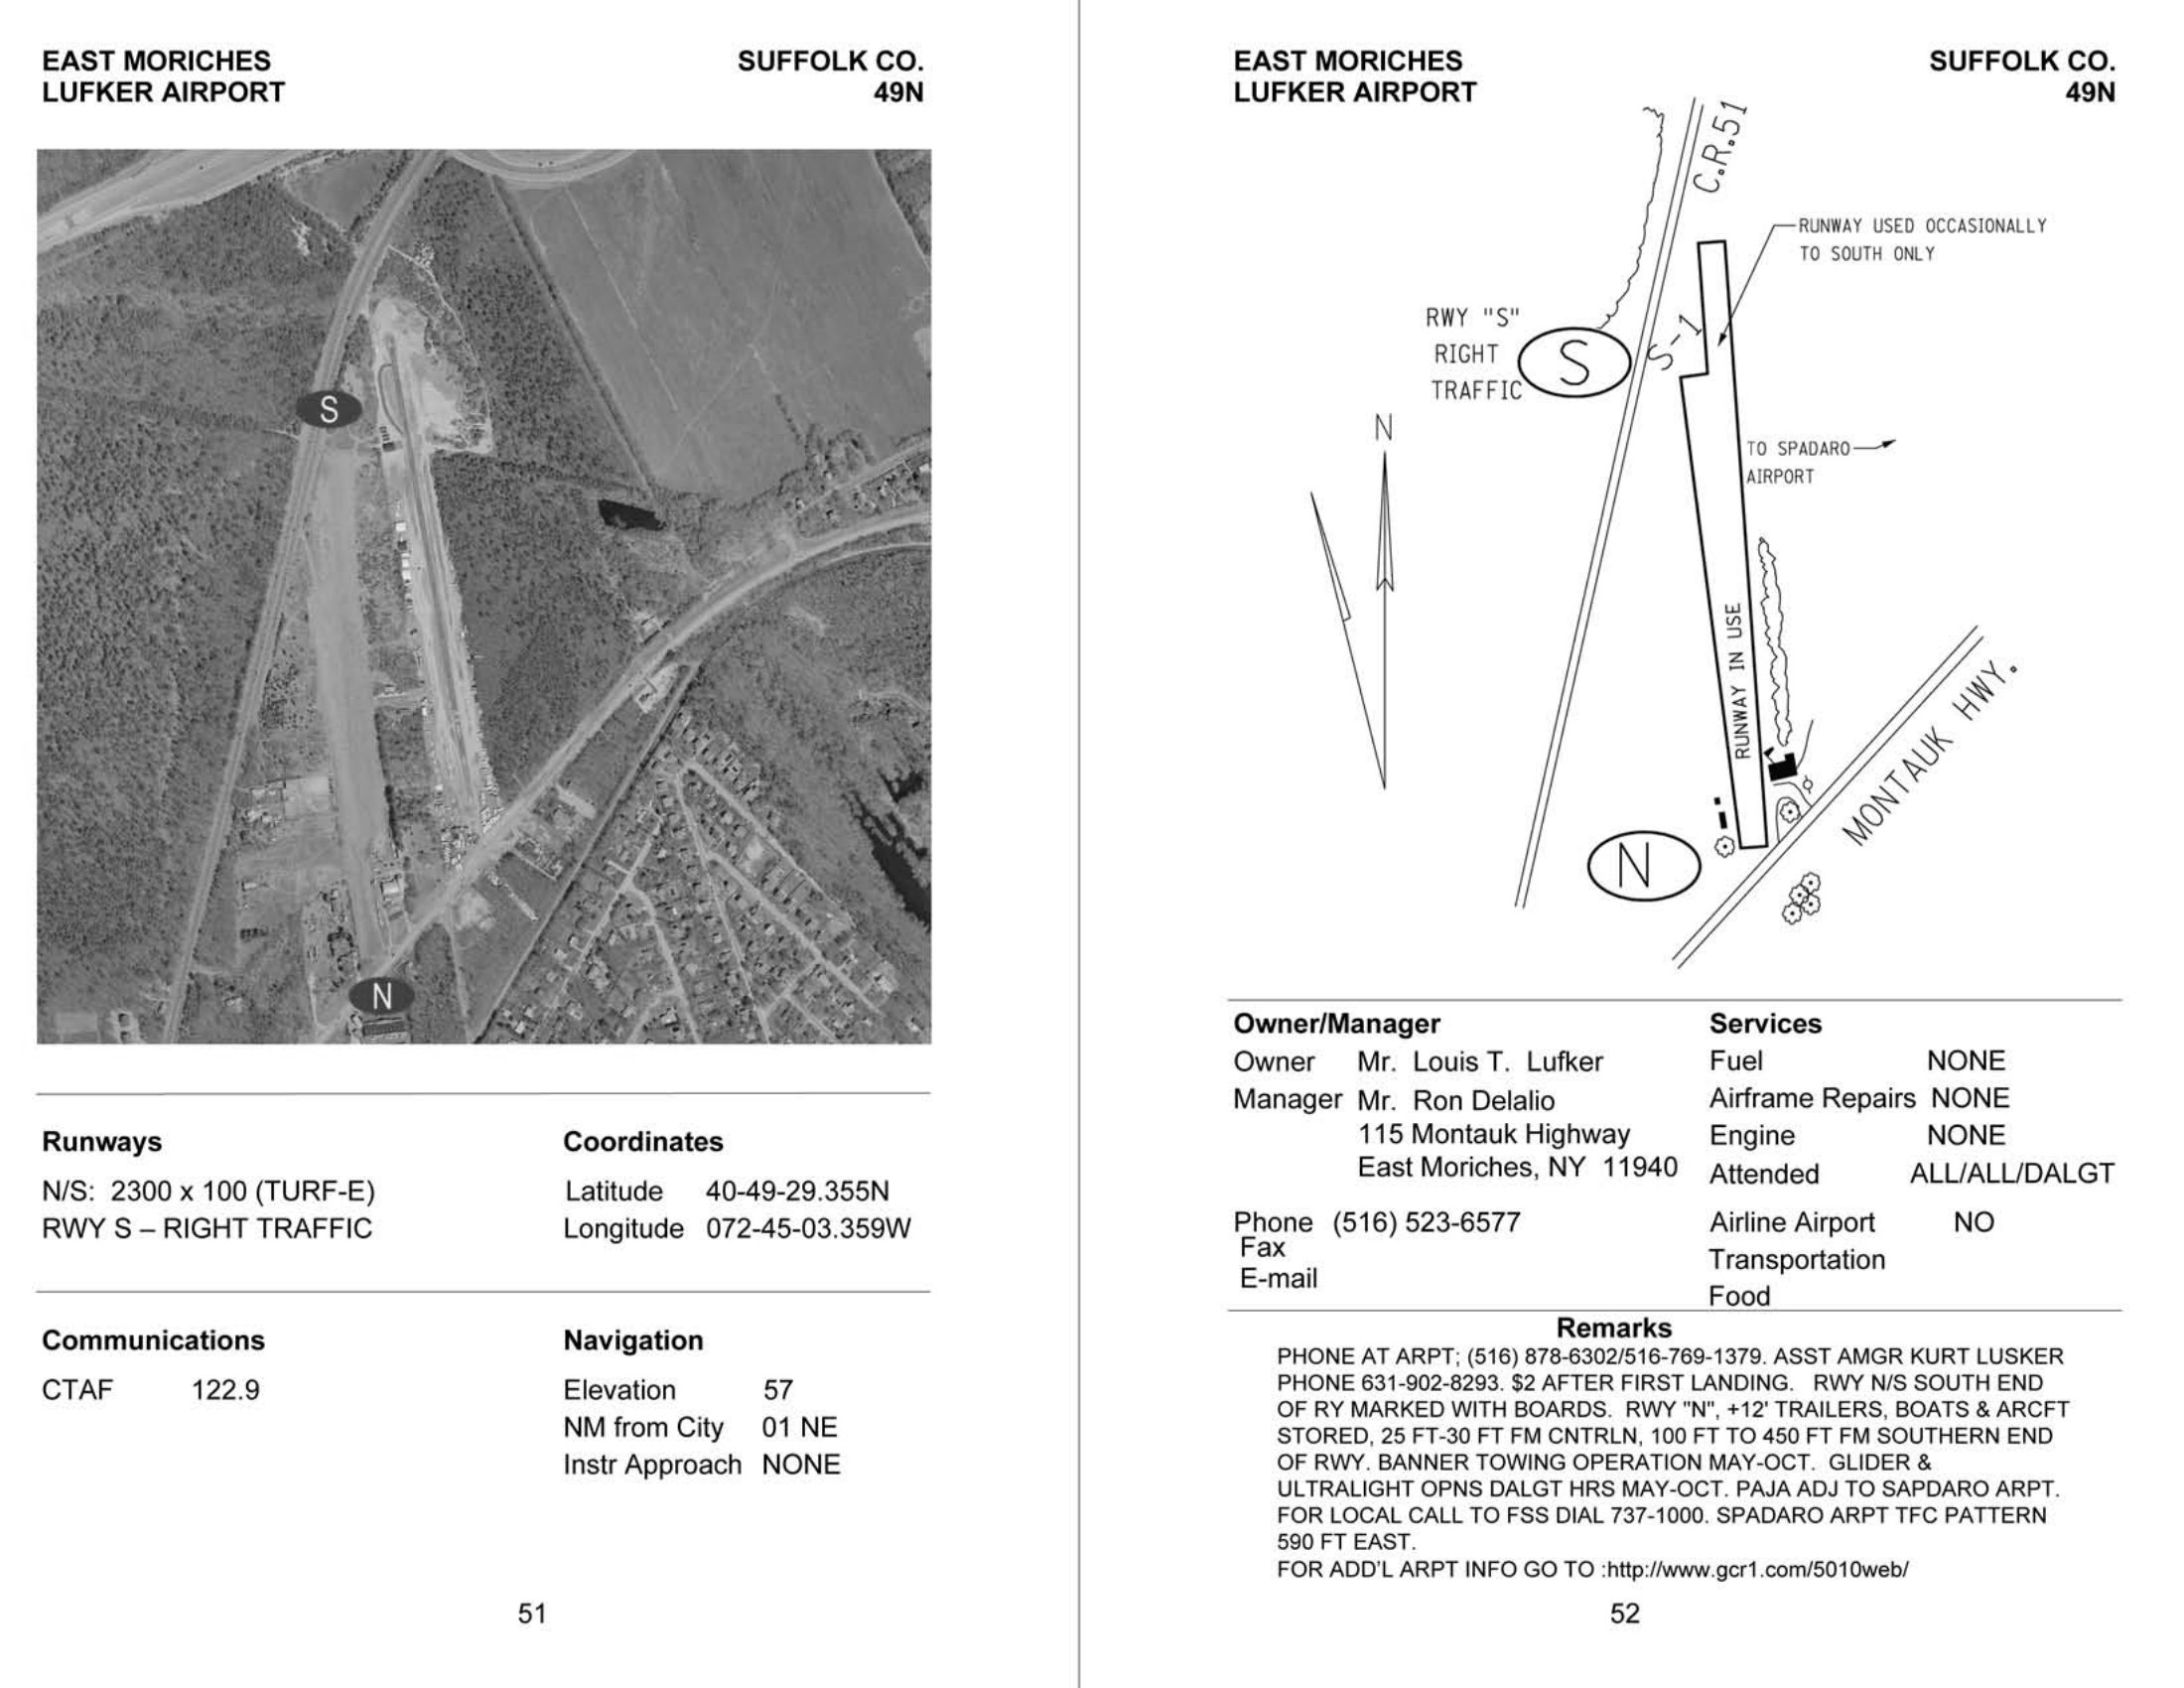 EAST MORICHES SUFFOLK CO.
LUFKER AIRPORT 49N
S
N
Runways
N/S: 2300 x 100 (TURF-E)
RWY S – RIGHT TRAFFIC
Coordinates
Latitude 40-49-29.355N
Longitude 072-45-03.359W
Communications
CTAF 122.9
Navigation
Elevation 57
NM from City 01 NE
Instr Approach NONE
51
EAST MORICHES SUFFOLK CO.
LUFKER AIRPORT 49N
C.R.51
RUNWAY USED OCCASIONALLY
TO SOUTH ONLY
RWY "S"
RIGHT
TRAFFIC
S
S-1
N
TO SPADARO
AIRPORT
RUNWAY IN USE
MONTAUK HWY.
N
Owner/Manager
Owner Mr. Louis T. Lufker
Manager Mr. Ron Delalio
115 Montauk Highway
East Moriches, NY 11940
Phone (516) 523-6577
Fax
E-mail
Services
Fuel NONE
Airframe Repairs NONE
Engine NONE
Attended ALL/ALL/DALGT
Airline Airport NO
Transportation
Food
Remarks
PHONE AT ARPT; (516) 878-6302/516-769-1379. ASST AMGR KURT LUSKER
PHONE 631-902-8293. $2 AFTER FIRST LANDING. RWY N/S SOUTH END
OF RY MARKED WITH BOARDS. RWY "N", +12' TRAILERS, BOATS & ARCFT
STORED, 25 FT-30 FT FM CNTRLN, 100 FT TO 450 FT FM SOUTHERN END
OF RWY. BANNER TOWING OPERATION MAY-OCT. GLIDER &
ULTRALIGHT OPNS DALGT HRS MAY-OCT. PAJA ADJ TO SAPDARO ARPT.
FOR LOCAL CALL TO FSS DIAL 737-1000. SPADARO ARPT TFC PATTERN
590 FT EAST.
FOR ADD'L ARPT INFO GO TO :http://www.gcr1.com/5010web/
52